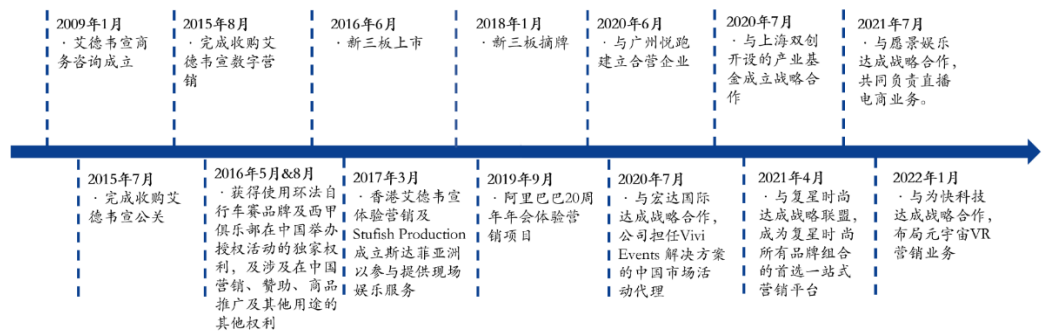 2009年1月
· 艾德韦宣商
务咨询成立
2015年8月
· 完成收购艾
德韦宣数字营
销
2016年6月
· 新三板上市
2018年1月
· 新三板摘牌
2020年6月
· 与广州悦跑
建立合营企业
2020年7月
· 与上海双创
开设的产业基
金成立战略合
作
2021年7月
· 与愿景娱乐
达成战略合作,
共同负责直播
电商业务。
2015年7月
· 完成收购艾
德韦宣公关
2016年5月&8月
· 获得使用环法自
行车赛品牌及西甲
俱乐部在中国举办
授权活动的独家权
利，及涉及在中国
营销、赞助、商品
推广及其他用途的
其他权利
2017年3月
· 香港艾德韦宣
体验营销及
Stufish Production
成立斯达菲亚洲
以参与提供现场
娱乐服务
2019年9月
· 阿里巴巴20周
年年会体验营
销项目
2020年7月
· 与宏达国际
达成战略合作,
公司担任Vivi
Events 解决方案
的中国市场活
动代理
2021年4月
· 与复星时尚
达成战略联盟,
成为复星时尚
所有品牌组合
的首选一站式
营销平台
2022年1月
· 与为快科技
达成战略合作,
布局元宇宙VR
营销业务